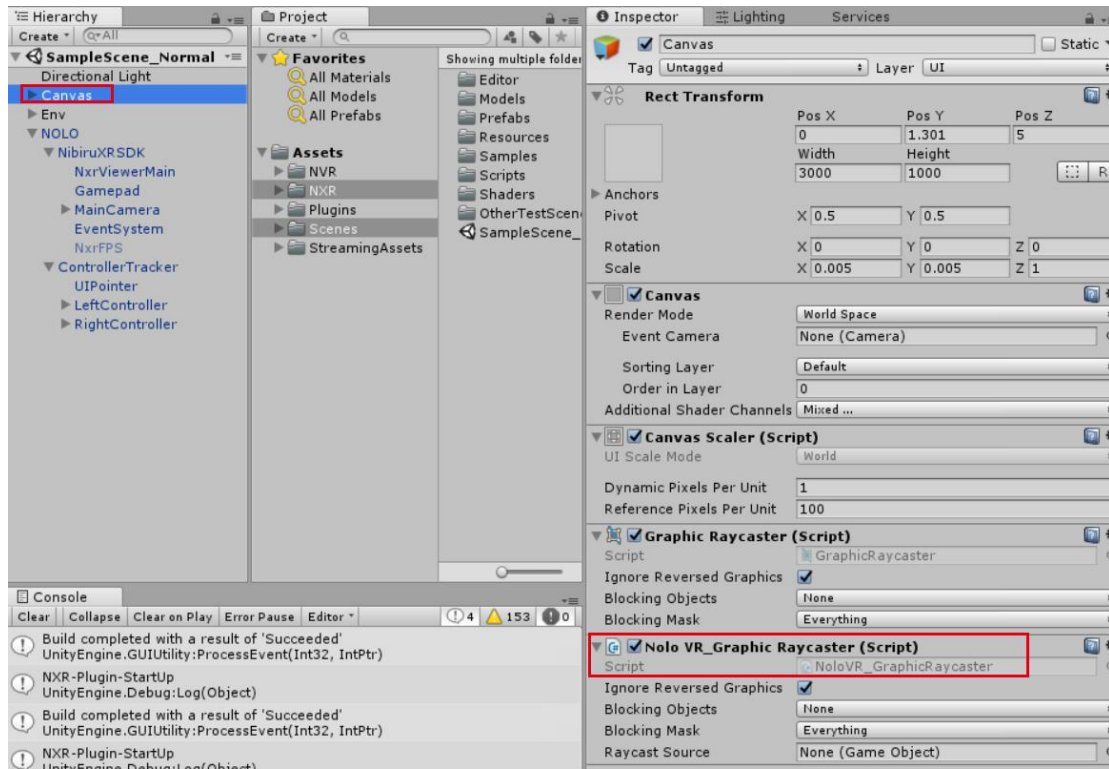 Hierarchy
Create
All
SampleScene_Normal
Directional Light
Canvas
Env
NOLO
NibiruXRSDK
NxrViewerMain
Gamepad
MainCamera
EventSystem
NxrFPS
ControllerTracker
UIPointer
LeftController
RightController
Project
Create
Favorites
All Materials
All Models
All Prefabs
Assets
NVR
NXR
Plugins
Scenes
StreamingAssets
Showing multiple folder
Editor
Models
Prefabs
Resources
Samples
Scripts
Shaders
OtherTestScen
SampleScene_
Console
Clear Collapse Clear on Play Error Pause Editor 4 153 0
Build completed with a result of 'Succeeded'
UnityEngine.GUIUtility:ProcessEvent(Int32, IntPtr)
NXR-Plugin-StartUp
UnityEngine.Debug:Log(Object)
Build completed with a result of 'Succeeded'
UnityEngine.GUIUtility:ProcessEvent(Int32, IntPtr)
NXR-Plugin-StartUp
UnityEngine.Debug:Log(Object)
Inspector Lighting Services
Canvas Static
Tag Untagged Layer UI
Rect Transform
Pos X Pos Y Pos Z
0 1.301 5
Width Height
3000 1000 R
Anchors
Pivot X 0.5 Y 0.5
Rotation X 0 Y 0 Z 0
Scale X 0.005 Y 0.005 Z 1
Canvas
Render Mode World Space
Event Camera None (Camera)
Sorting Layer Default
Order in Layer 0
Additional Shader Channels Mixed ...
Canvas Scaler (Script)
UI Scale Mode World
Dynamic Pixels Per Unit 1
Reference Pixels Per Unit 100
Graphic Raycaster (Script)
Script GraphicRaycaster
Ignore Reversed Graphics
Blocking Objects None
Blocking Mask Everything
Nolo VR_Graphic Raycaster (Script)
Script NoloVR_GraphicRaycaster
Ignore Reversed Graphics
Blocking Objects None
Blocking Mask Everything
Raycast Source None (Game Object)